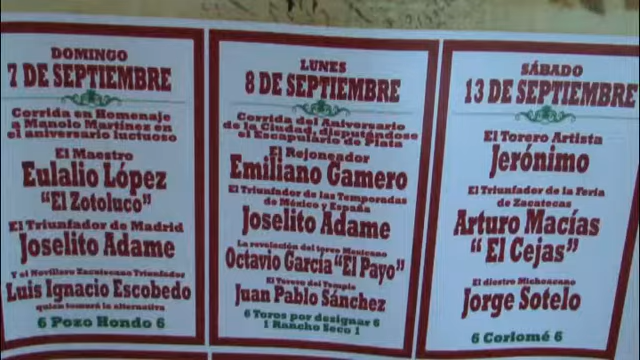 DOMINGO
7 DE SEPTIEMBRE
Corrida en Homenaje
a Manolo Martínez en
el aniversario luctuoso
El Maestro
Eulalio López
"El Zotoluco"
El Triunfador de Madrid
Joselito Adame
Y el Novillero Zacatecano Triunfador
Luis Ignacio Escobedo
quien tomará la alternativa
6 Pozo Hondo 6
LUNES
8 DE SEPTIEMBRE
Corrida del Aniversario
de la Ciudad, disputándose
el Escapulario de Plata
El Rejoneador
Emiliano Gamero
El Triunfador de las Temporadas
de México y España
Joselito Adame
La revelación del toreo Mexicano
Octavio García "El Payo"
El Torero del Temple
Juan Pablo Sánchez
6 Toros por designar 6
1 Rancho Seco 1
SÁBADO
13 DE SEPTIEMBRE
El Torero Artista
Jerónimo
El Triunfador de la Feria
de Zacatecas
Arturo Macías
"El Cejas"
El diestro Michoacano
Jorge Sotelo
6 Corlomé 6